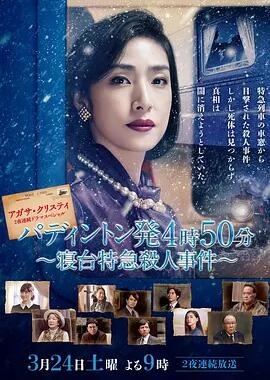 特急列車の車窓から
目撃された殺人事件
しかし死体は見つからず、
真相は
闇に消えようとしていた
アガサ・クリスティ
2夜連続ドラマスペシャル
パディントン発4時50分
～寝台特急殺人事件～
3月24日土曜 よる9時 2夜連続放送